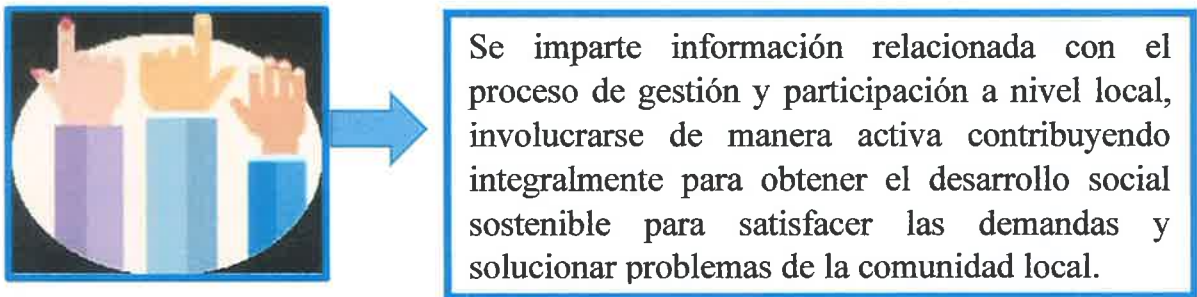 Se imparte información relacionada con el
proceso de gestión y participación a nivel local,
involucrarse de manera activa contribuyendo
integralmente para obtener el desarrollo social
sostenible para satisfacer las demandas y
solucionar problemas de la comunidad local.